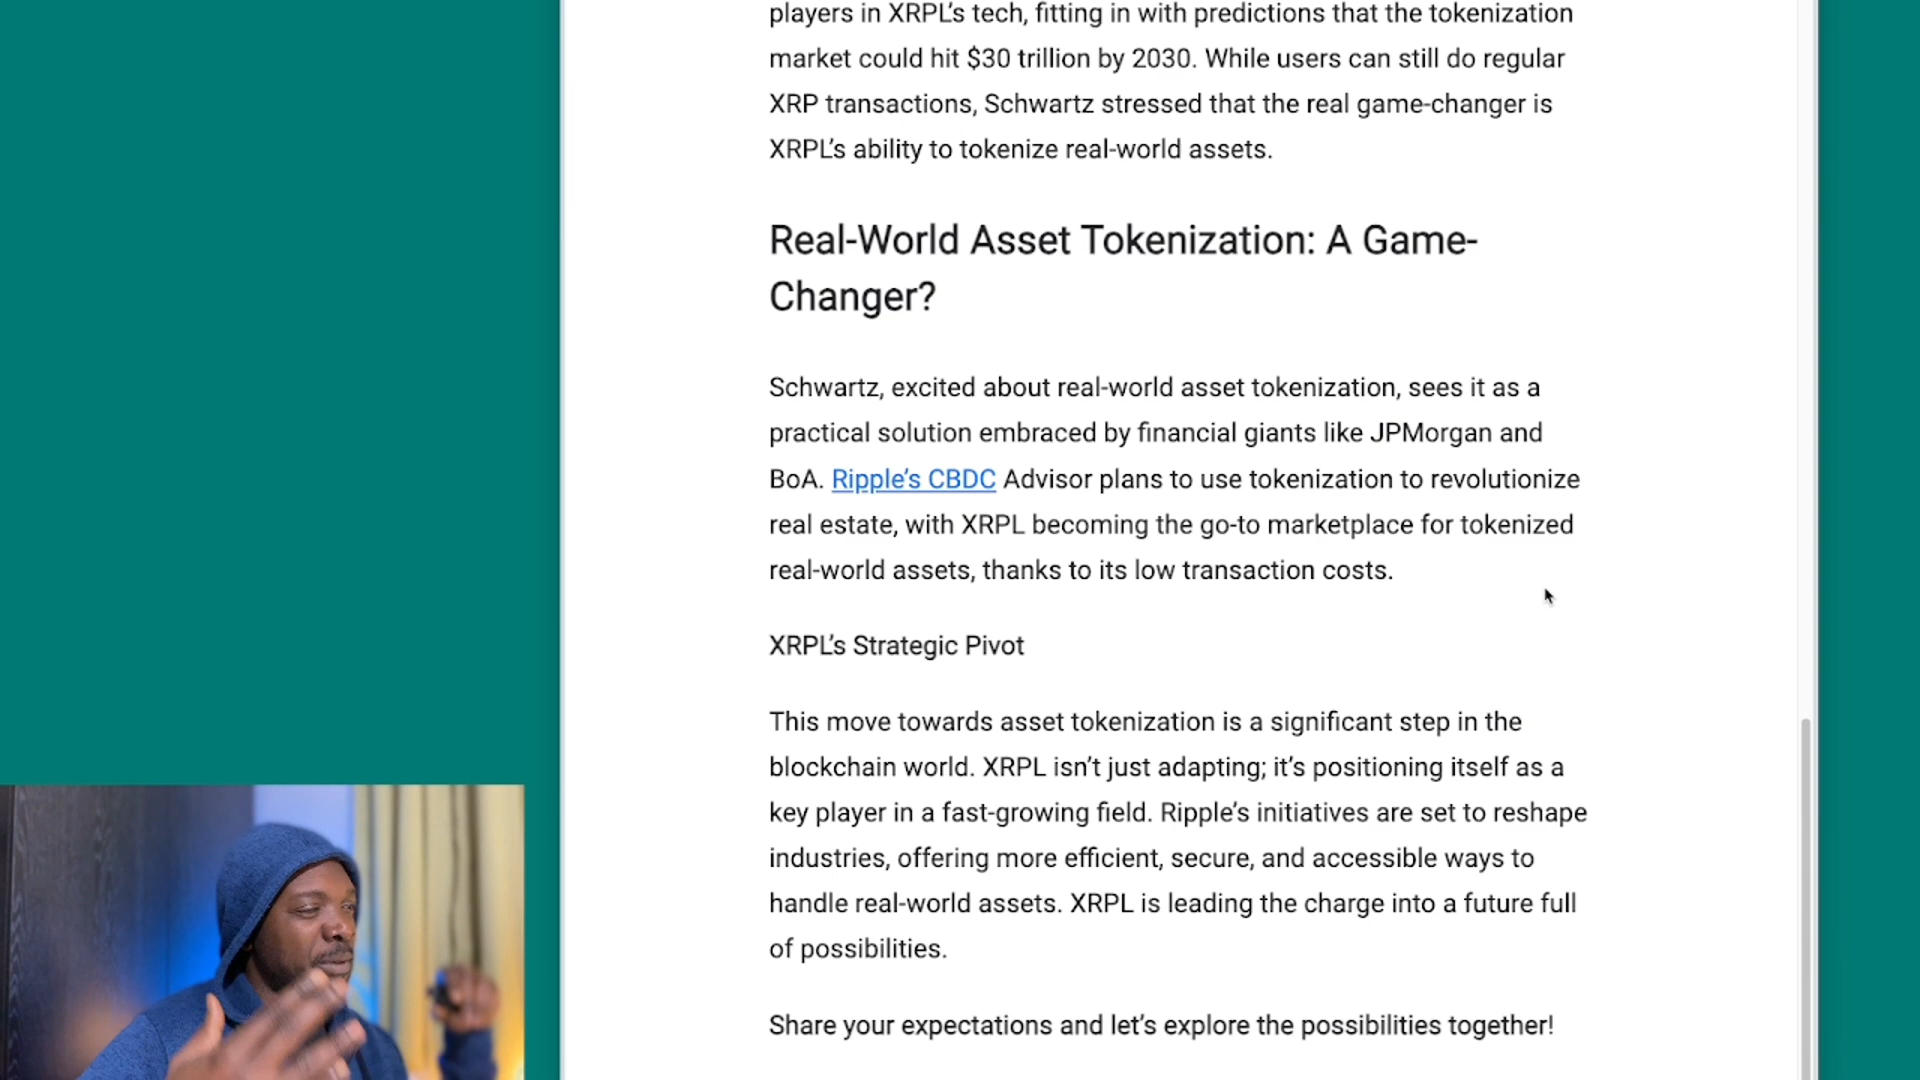 players in XRPL’s tech, fitting in with predictions that the tokenization
market could hit $30 trillion by 2030. While users can still do regular
XRP transactions, Schwartz stressed that the real game-changer is
XRPL’s ability to tokenize real-world assets.
Real-World Asset Tokenization: A Game-
Changer?
Schwartz, excited about real-world asset tokenization, sees it as a
practical solution embraced by financial giants like JPMorgan and
BoA. Ripple’s CBDC Advisor plans to use tokenization to revolutionize
real estate, with XRPL becoming the go-to marketplace for tokenized
real-world assets, thanks to its low transaction costs.
XRPL’s Strategic Pivot
This move towards asset tokenization is a significant step in the
blockchain world. XRPL isn’t just adapting; it’s positioning itself as a
key player in a fast-growing field. Ripple’s initiatives are set to reshape
industries, offering more efficient, secure, and accessible ways to
handle real-world assets. XRPL is leading the charge into a future full
of possibilities.
Share your expectations and let’s explore the possibilities together!